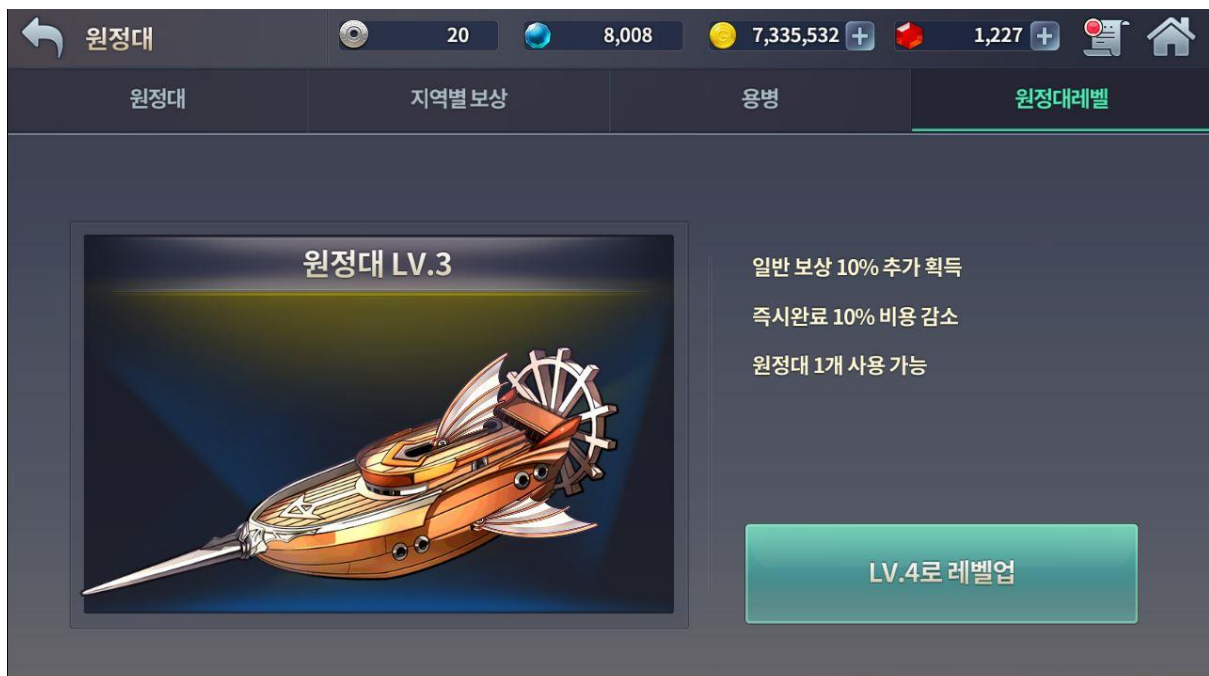 원정대
20
8,008
7,335,532
1,227
원정대
지역별 보상
용병
원정대레벨
원정대 LV.3
일반 보상 10% 추가 획득
즉시완료 10% 비용 감소
원정대 1개 사용 가능
LV.4로 레벨업